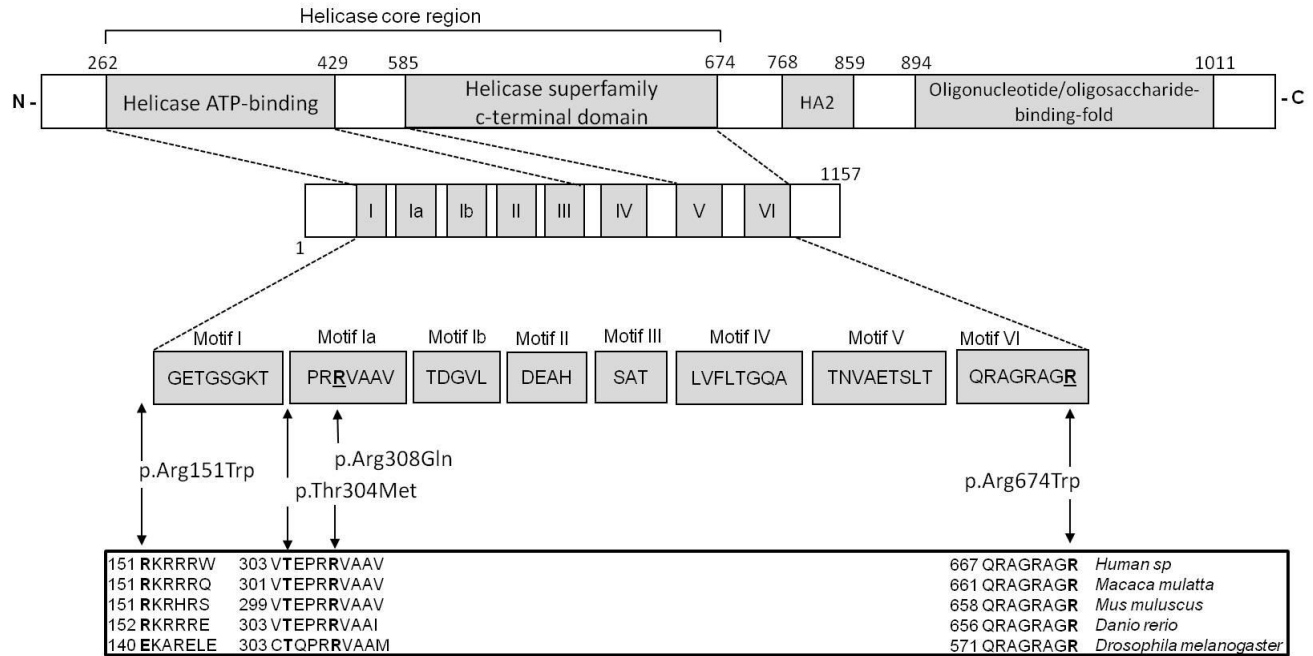 Helicase core region
262 429 585 674 768 859 894 1011
N - Helicase ATP-binding Helicase superfamily c-terminal domain HA2 Oligonucleotide/oligosaccharide-binding-fold - C
1157
I Ia Ib II III IV V VI
1
Motif I Motif Ia Motif Ib Motif II Motif III Motif IV Motif V Motif VI
GETGSGKT PRRVAAV TDGVL DEAH SAT LVFLTGQA TNVAETSLT QRAGRAGR
p.Arg308Gln
p.Arg151Trp
p.Arg674Trp
p.Thr304Met
151 RKRRRW 303 VTEPRRVAAV 667 QRAGRAGR Human sp
151 RKRRRQ 301 VTEPRRVAAV 661 QRAGRAGR Macaca mulatta
151 RKRHRS 299 VTEPRRVAAV 658 QRAGRAGR Mus muluscus
152 RKRRRE 303 VTEPRRVAAI 656 QRAGRAGR Danio rerio
140 EKARELE 303 CTQPRRVAAM 571 QRAGRAGR Drosophila melanogaster